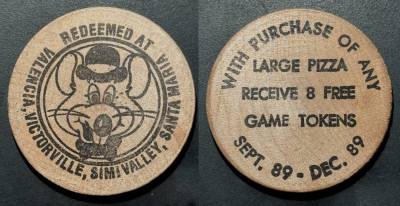 REDEEMED AT
VALENCIA, VICTORVILLE, SIMI VALLEY, SANTA MARIA
WITH PURCHASE OF ANY
LARGE PIZZA
RECEIVE 8 FREE
GAME TOKENS
SEPT. 89 - DEC. 89